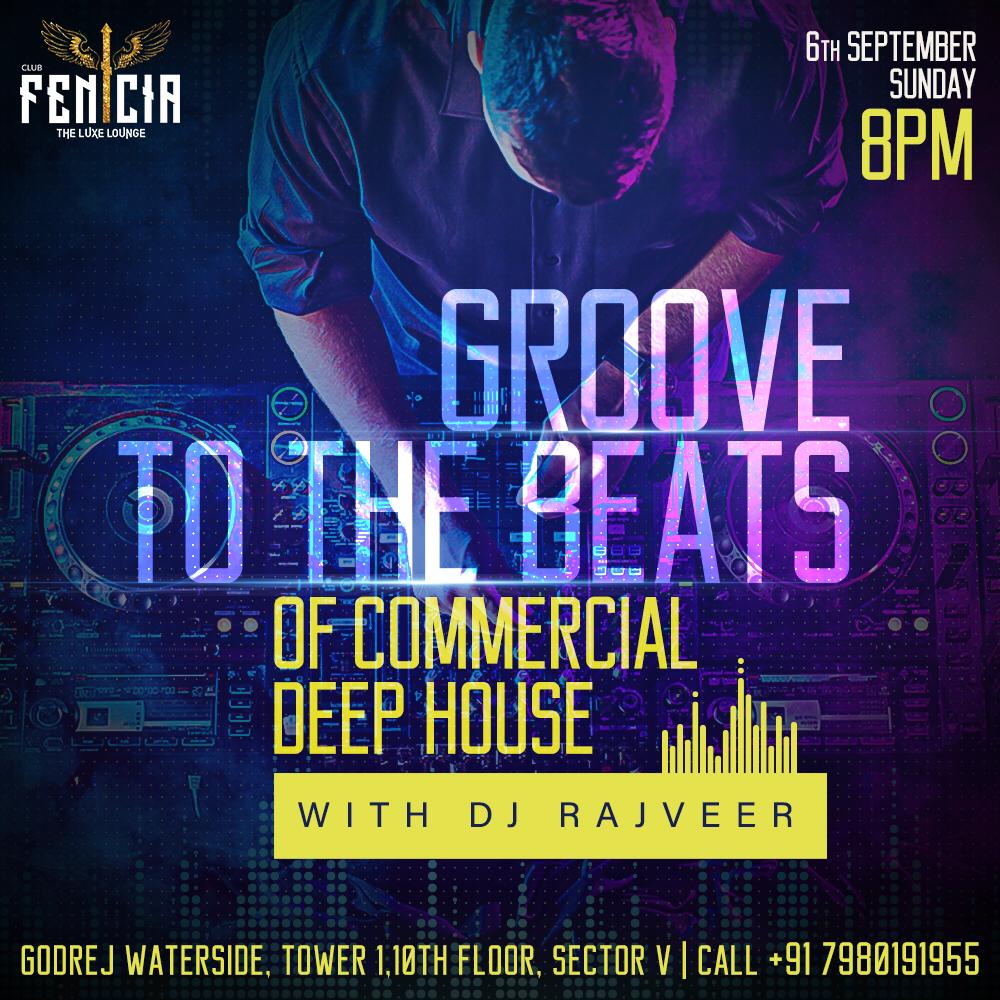 CLUB
FENICIA
THE LUXE LOUNGE
6TH SEPTEMBER
SUNDAY
8PM
GROOVE
TO THE BEATS
OF COMMERCIAL
DEEP HOUSE
WITH DJ RAJVEER
GODREJ WATERSIDE, TOWER 1,10TH FLOOR, SECTOR V | CALL +91 7980191955